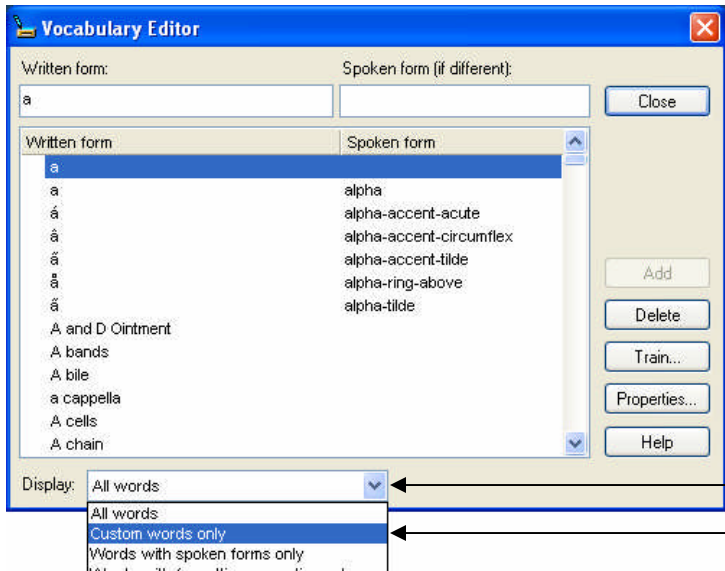 Vocabulary Editor
Written form: Spoken form (if different):
a
Close
Written form Spoken form
a
a alpha
á alpha-accent-acute
â alpha-accent-circumflex
ã alpha-accent-tilde
å alpha-ring-above
ã alpha-tilde
A and D Ointment
A bands
A bile
a cappella
A cells
A chain
Add
Delete
Train...
Properties...
Help
Display: All words
All words
Custom words only
Words with spoken forms only